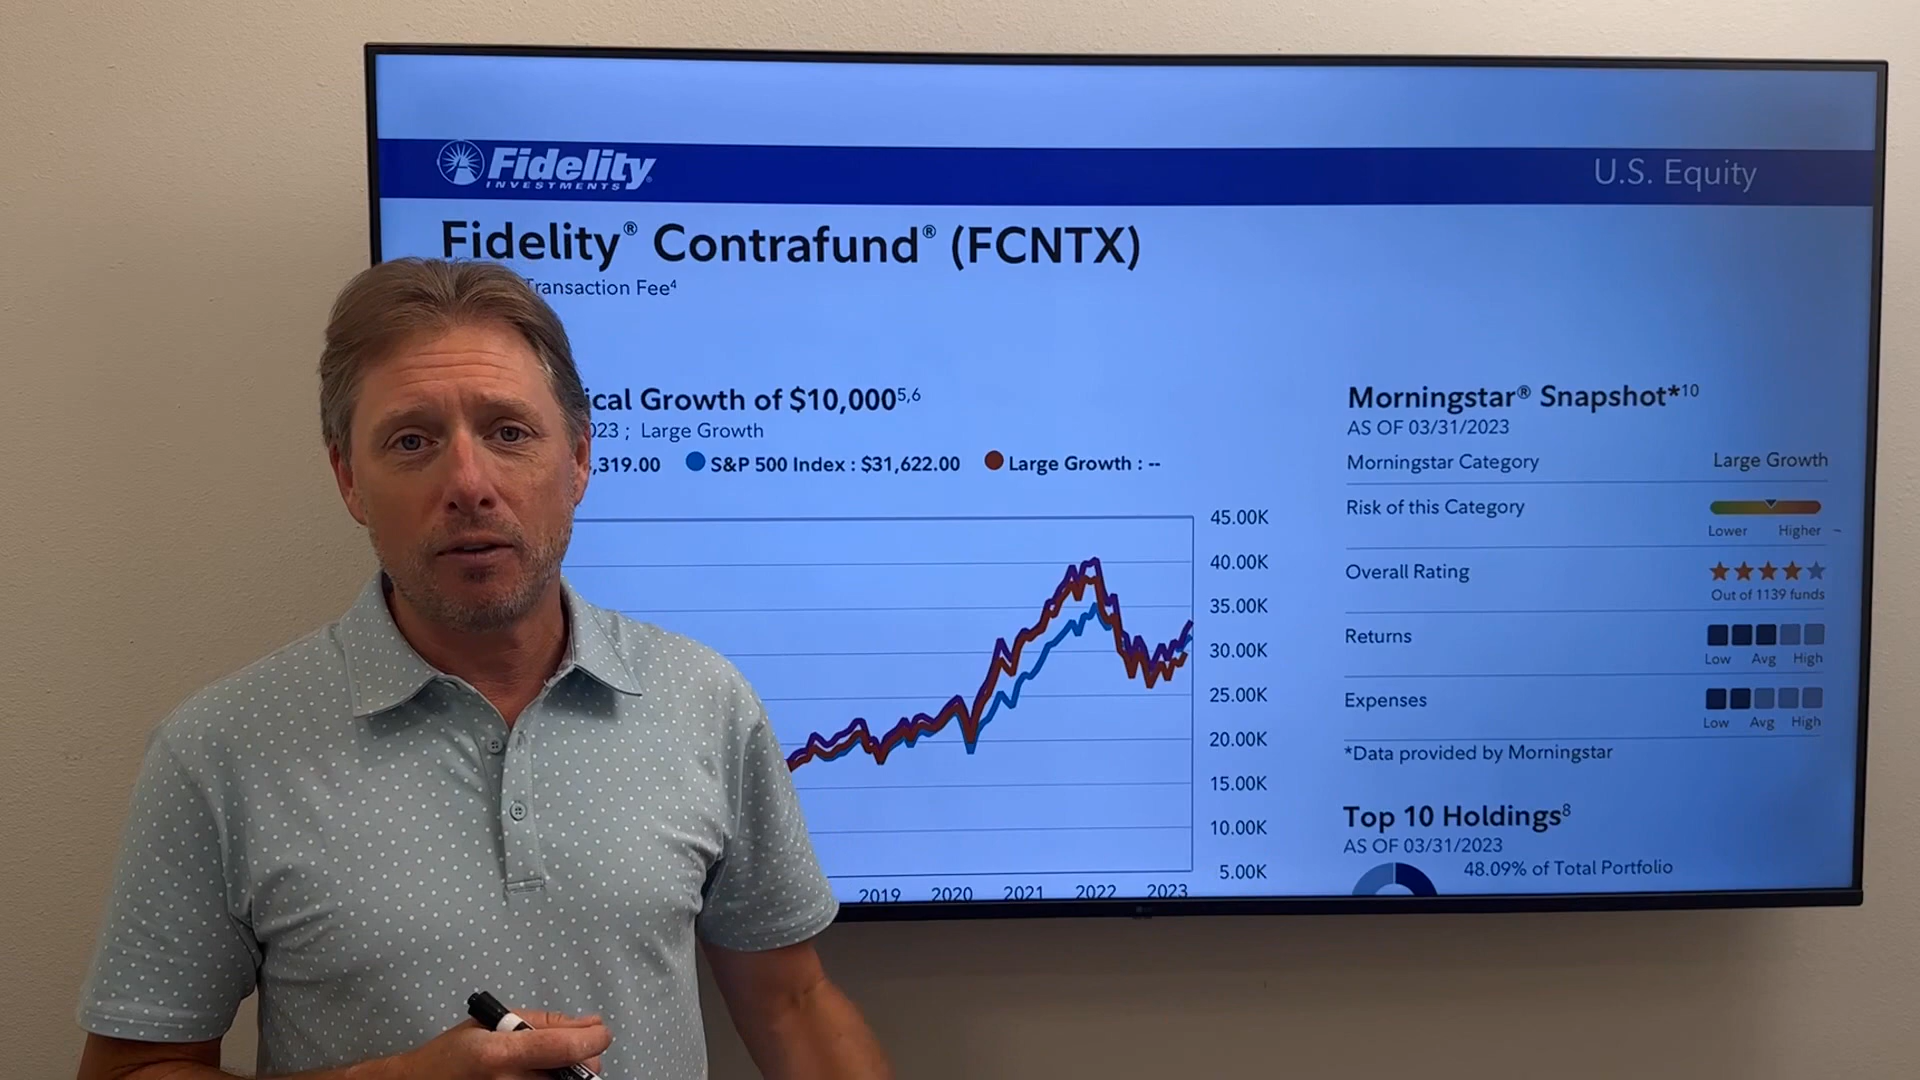 Fidelity
INVESTMENTS
U.S. Equity
Fidelity® Contrafund® (FCNTX)
Transaction Fee⁴
ical Growth of $10,000⁵,⁶
023 ; Large Growth
,319.00 S&P 500 Index : $31,622.00 Large Growth : --
45.00K
40.00K
35.00K
30.00K
25.00K
20.00K
15.00K
10.00K
5.00K
2019 2020 2021 2022 2023
Morningstar® Snapshot*¹⁰
AS OF 03/31/2023
Morningstar Category Large Growth
Risk of this Category
Lower Higher
Overall Rating
Out of 1139 funds
Returns
Low Avg High
Expenses
Low Avg High
*Data provided by Morningstar
Top 10 Holdings⁸
AS OF 03/31/2023
48.09% of Total Portfolio